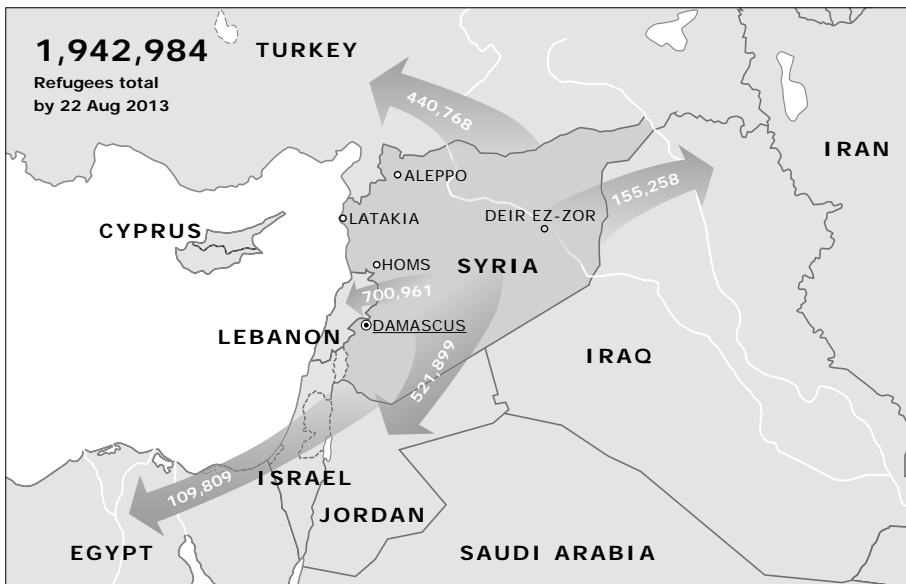 1,942,984
Refugees total
by 22 Aug 2013
TURKEY
440,768
IRAN
ALEPPO
155,258
CYPRUS
LATAKIA
DEIR EZ-ZOR
HOMS
SYRIA
700,961
LEBANON
DAMASCUS
IRAQ
521,899
109,809
ISRAEL
JORDAN
EGYPT
SAUDI ARABIA